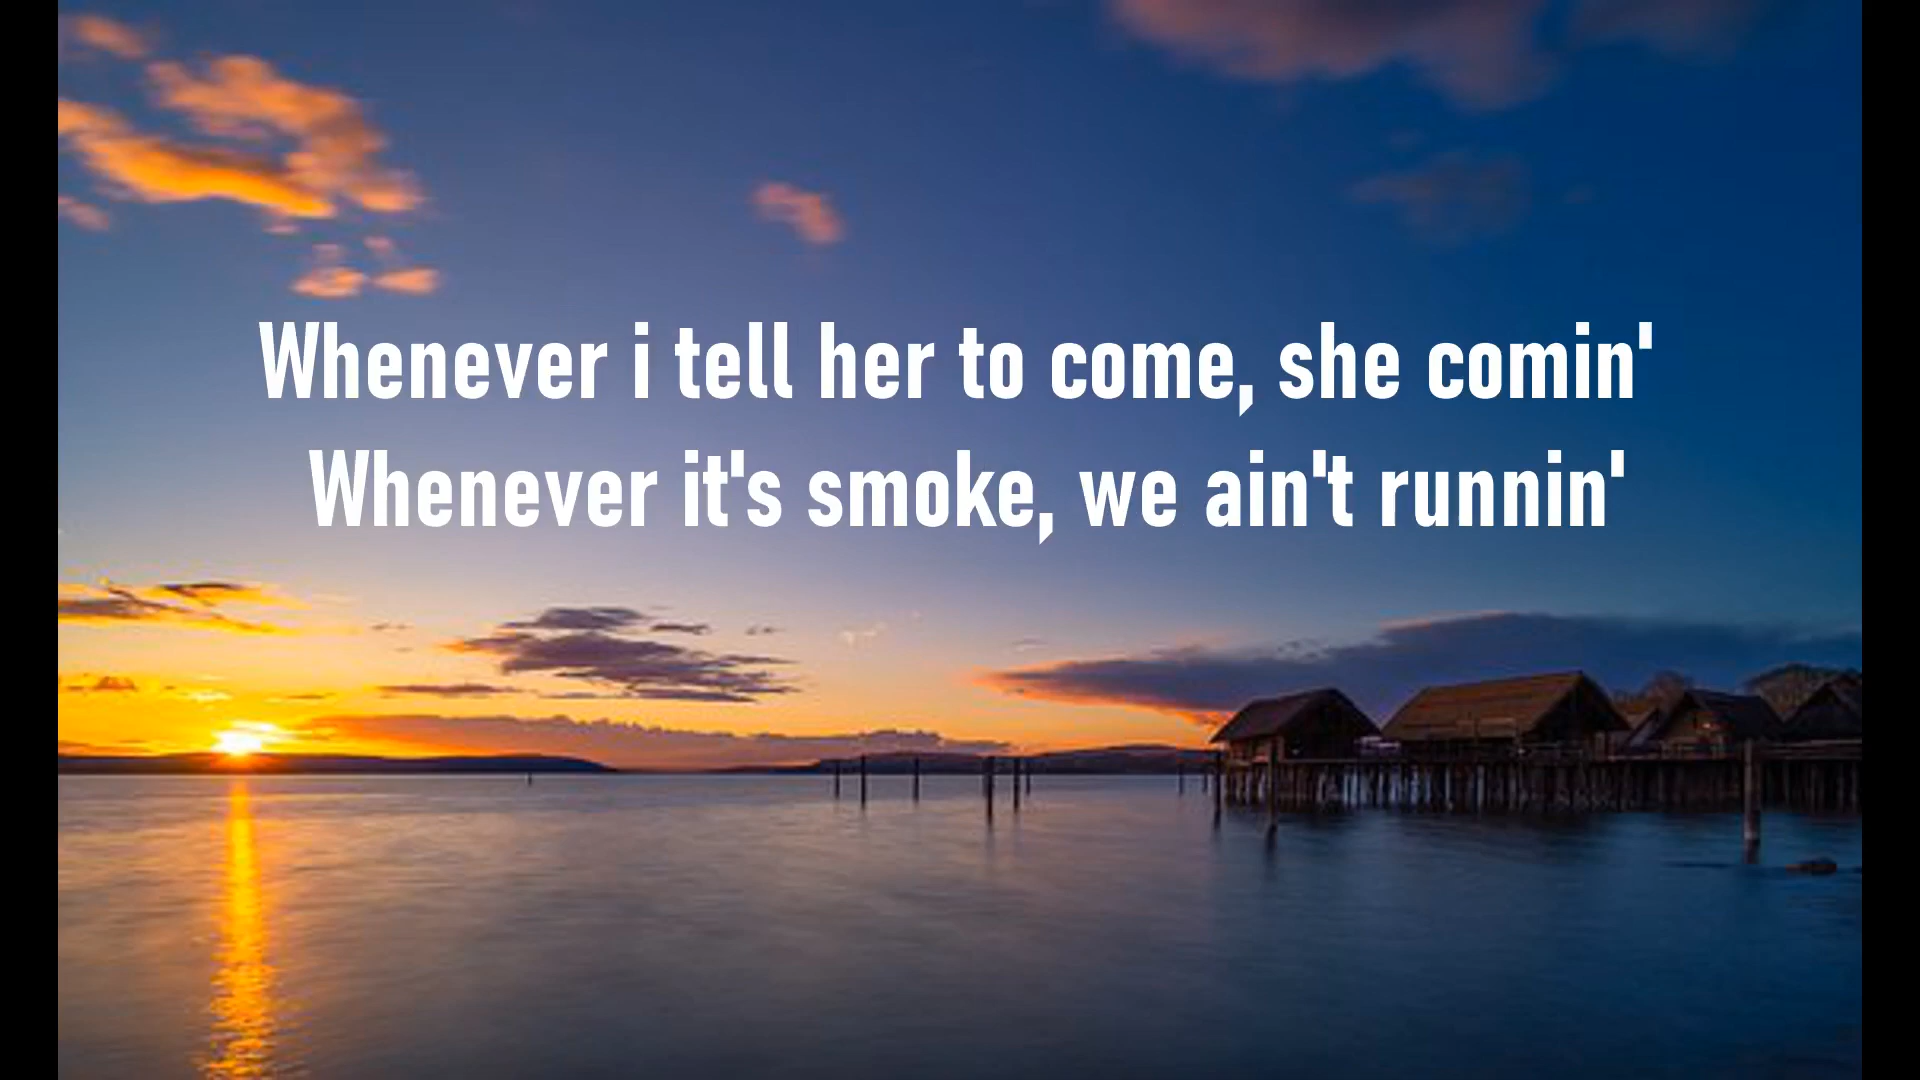 Whenever i tell her to come, she comin'
Whenever it's smoke, we ain't runnin'